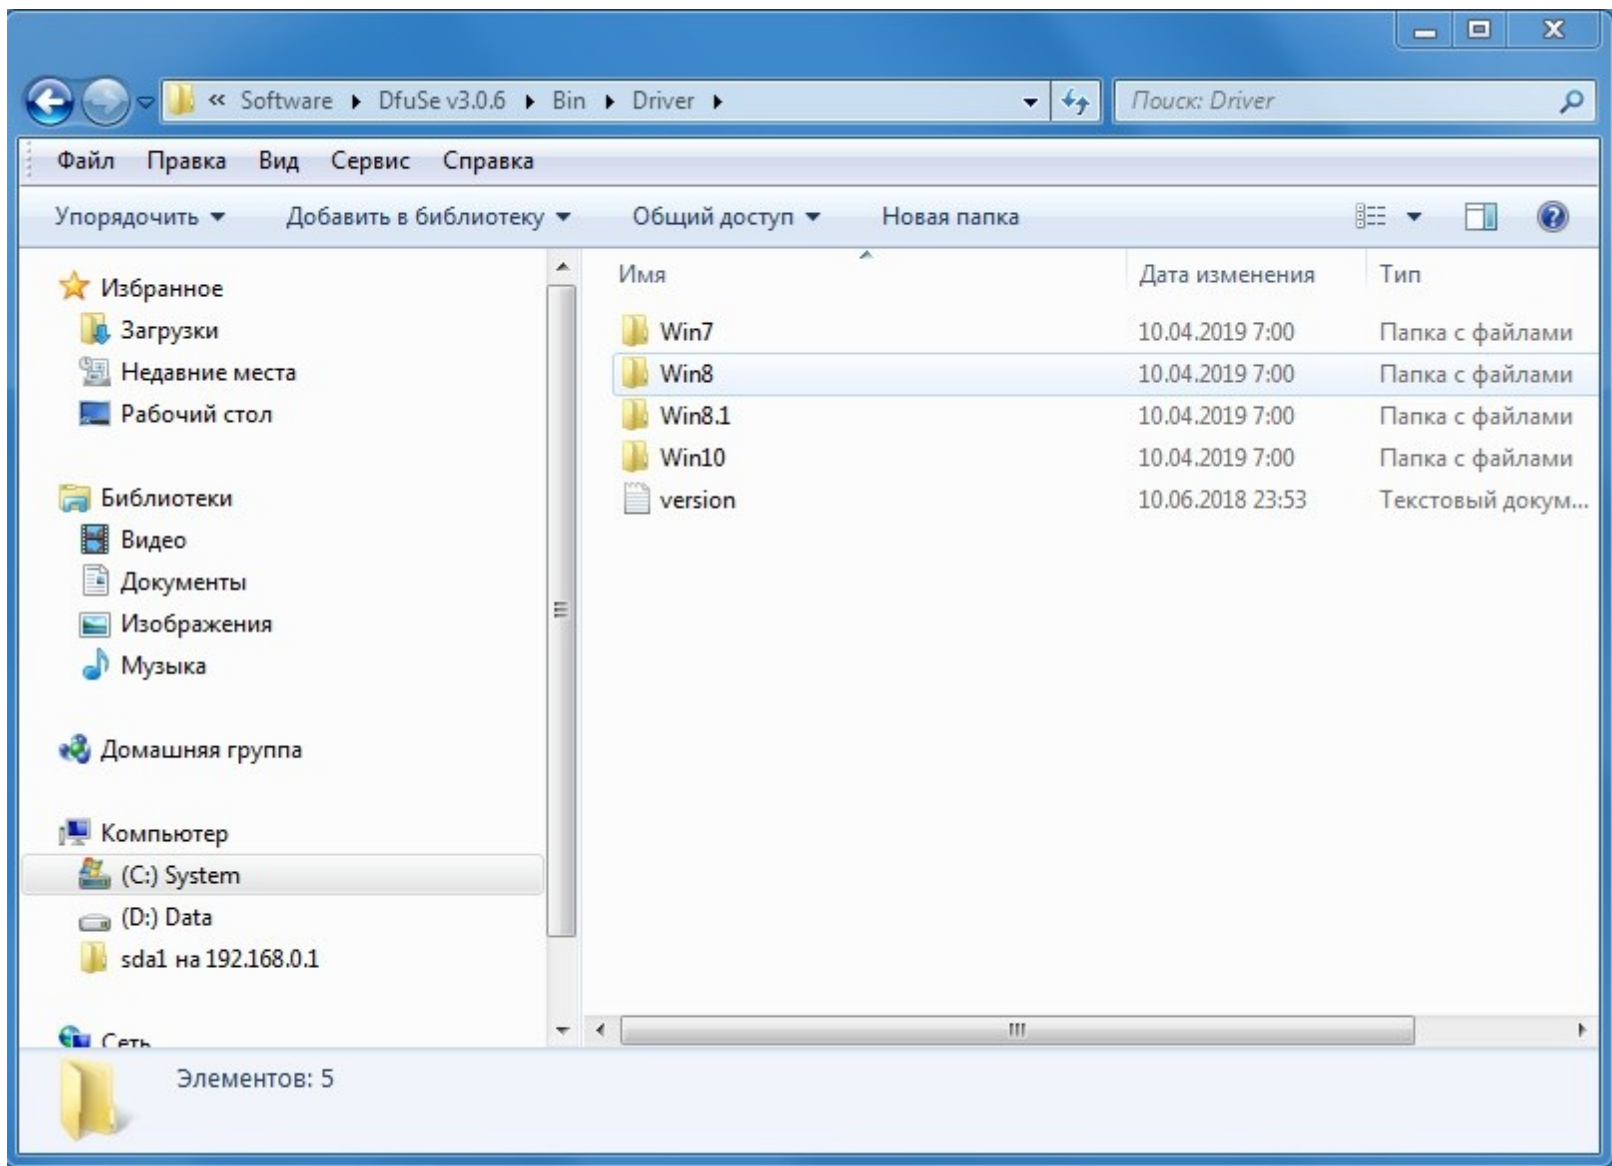 « Software ▸ DfuSe v3.0.6 ▸ Bin ▸ Driver ▸ Поиск: Driver
Файл Правка Вид Сервис Справка
Упорядочить Добавить в библиотеку Общий доступ Новая папка
Избранное
Загрузки
Недавние места
Рабочий стол
Библиотеки
Видео
Документы
Изображения
Музыка
Домашняя группа
Компьютер
(C:) System
(D:) Data
sda1 на 192.168.0.1
Сеть
Имя Дата изменения Тип
Win7 10.04.2019 7:00 Папка с файлами
Win8 10.04.2019 7:00 Папка с файлами
Win8.1 10.04.2019 7:00 Папка с файлами
Win10 10.04.2019 7:00 Папка с файлами
version 10.06.2018 23:53 Текстовый докум...
Элементов: 5